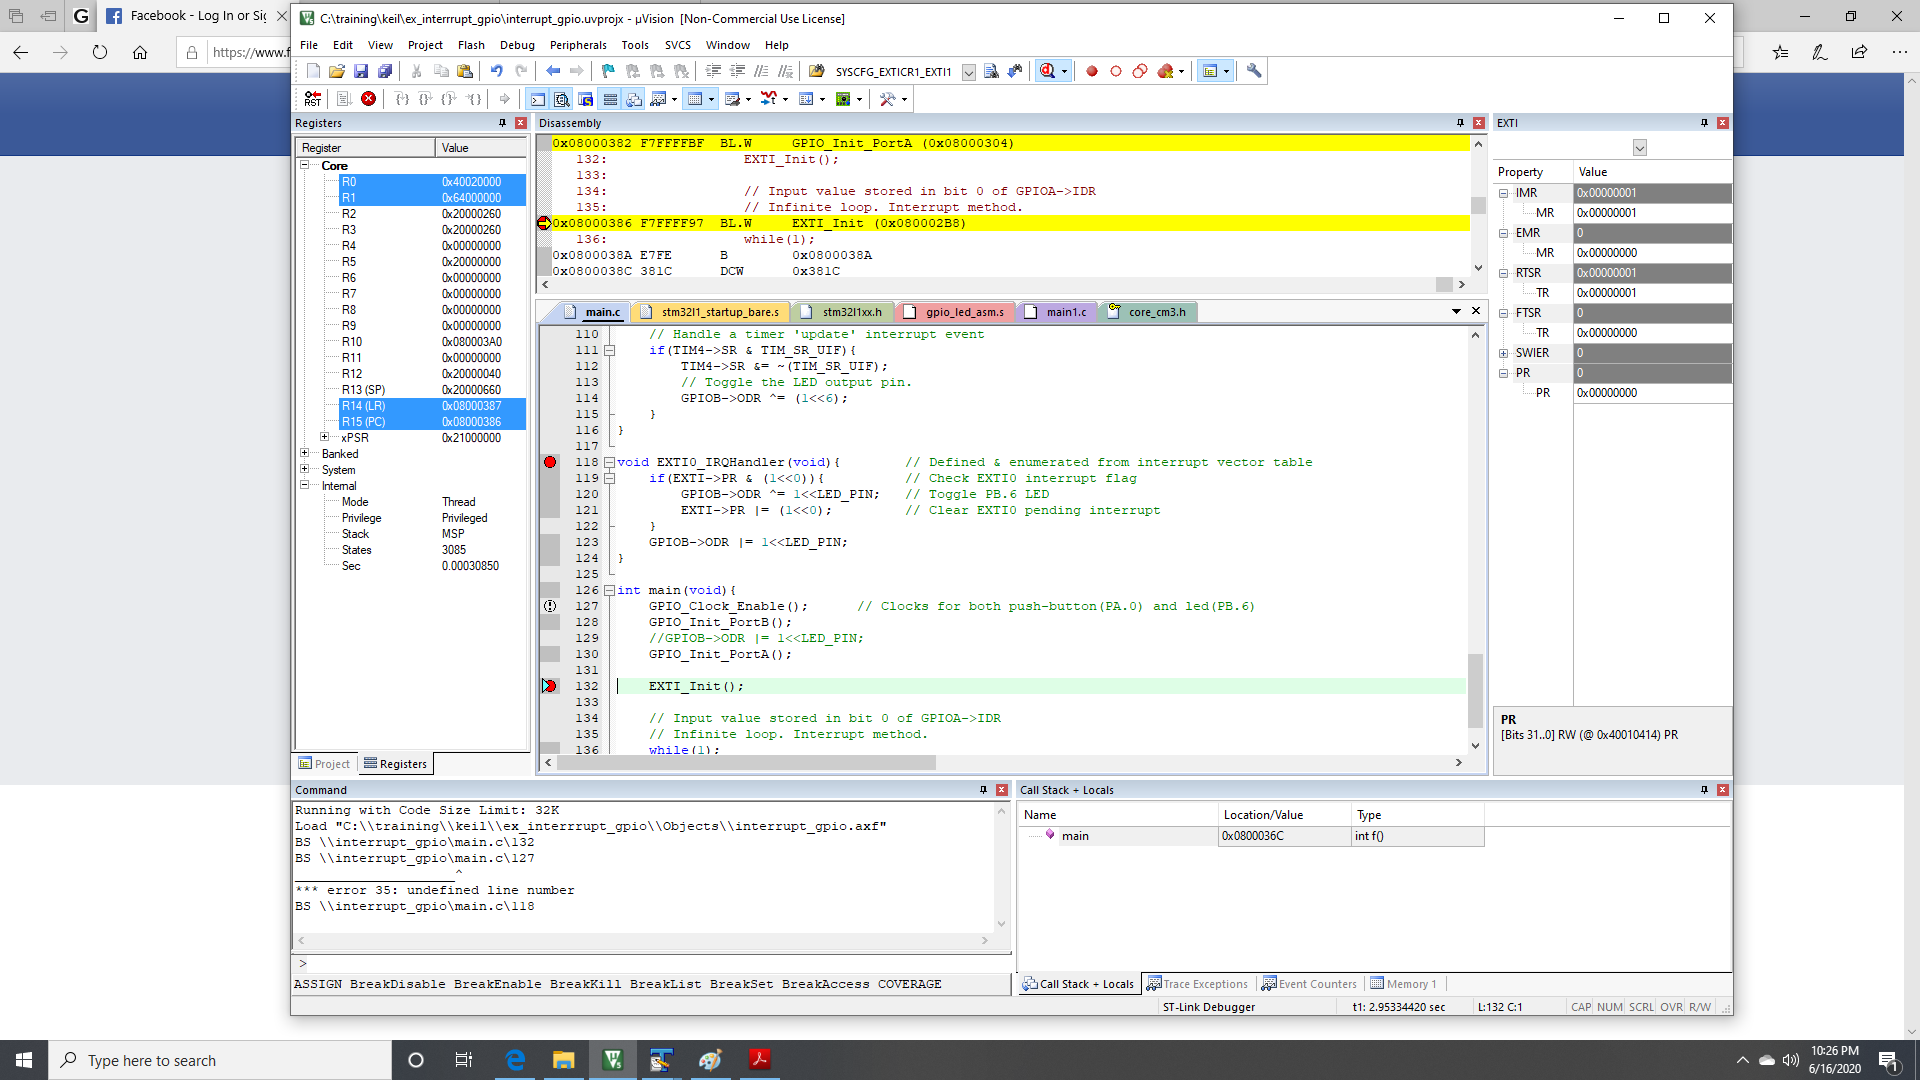 Facebook - Log In or Sig
https://www.f
C:\training\keil\ex_interrrupt_gpio\interrupt_gpio.uvprojx - µVision  [Non-Commercial Use License]
File Edit View Project Flash Debug Peripherals Tools SVCS Window Help
SYSCFG_EXTICR1_EXTI1
RST
Registers
Register Value
Core
R0 0x40020000
R1 0x64000000
R2 0x20000260
R3 0x20000260
R4 0x00000000
R5 0x20000000
R6 0x00000000
R7 0x00000000
R8 0x00000000
R9 0x00000000
R10 0x080003A0
R11 0x00000000
R12 0x20000040
R13 (SP) 0x20000660
R14 (LR) 0x08000387
R15 (PC) 0x08000386
xPSR 0x21000000
Banked
System
Internal
Mode Thread
Privilege Privileged
Stack MSP
States 3085
Sec 0.00030850
Project Registers
Disassembly
0x08000382 F7FFFFBF  BL.W     GPIO_Init_PortA (0x08000304)
132:                 EXTI_Init();
133:
134:                 // Input value stored in bit 0 of GPIOA->IDR
135:                 // Infinite loop. Interrupt method.
0x08000386 F7FFFF97  BL.W     EXTI_Init (0x080002B8)
136:                 while(1);
0x0800038A E7FE      B        0x0800038A
0x0800038C 381C      DCW      0x381C
main.c stm32l1_startup_bare.s stm32l1xx.h gpio_led_asm.s main1.c core_cm3.h
110     // Handle a timer 'update' interrupt event
111     if(TIM4->SR & TIM_SR_UIF){
112         TIM4->SR &= ~(TIM_SR_UIF);
113         // Toggle the LED output pin.
114         GPIOB->ODR ^= (1<<6);
115     }
116 }
117
118 void EXTI0_IRQHandler(void){        // Defined & enumerated from interrupt vector table
119     if(EXTI->PR & (1<<0)){          // Check EXTI0 interrupt flag
120         GPIOB->ODR ^= 1<<LED_PIN;   // Toggle PB.6 LED
121         EXTI->PR |= (1<<0);         // Clear EXTI0 pending interrupt
122     }
123     GPIOB->ODR |= 1<<LED_PIN;
124 }
125
126 int main(void){
127     GPIO_Clock_Enable();      // Clocks for both push-button(PA.0) and led(PB.6)
128     GPIO_Init_PortB();
129     //GPIOB->ODR |= 1<<LED_PIN;
130     GPIO_Init_PortA();
131
132     EXTI_Init();
133
134     // Input value stored in bit 0 of GPIOA->IDR
135     // Infinite loop. Interrupt method.
136     while(1);
EXTI
Property Value
IMR 0x00000001
MR 0x00000001
EMR 0
MR 0x00000000
RTSR 0x00000001
TR 0x00000001
FTSR 0
TR 0x00000000
SWIER 0
PR 0
PR 0x00000000
PR
[Bits 31..0] RW (@ 0x40010414) PR
Command
Running with Code Size Limit: 32K
Load "C:\\training\\keil\\ex_interrrupt_gpio\\Objects\\interrupt_gpio.axf"
BS \\interrupt_gpio\main.c\132
BS \\interrupt_gpio\main.c\127
____________________^
*** error 35: undefined line number
BS \\interrupt_gpio\main.c\118
>
ASSIGN BreakDisable BreakEnable BreakKill BreakList BreakSet BreakAccess COVERAGE
Call Stack + Locals
Name Location/Value Type
main 0x0800036C int f()
Call Stack + Locals Trace Exceptions Event Counters Memory 1
ST-Link Debugger t1: 2.95334420 sec L:132 C:1 CAP NUM SCRL OVR R/W
Type here to search
10:26 PM
6/16/2020
1